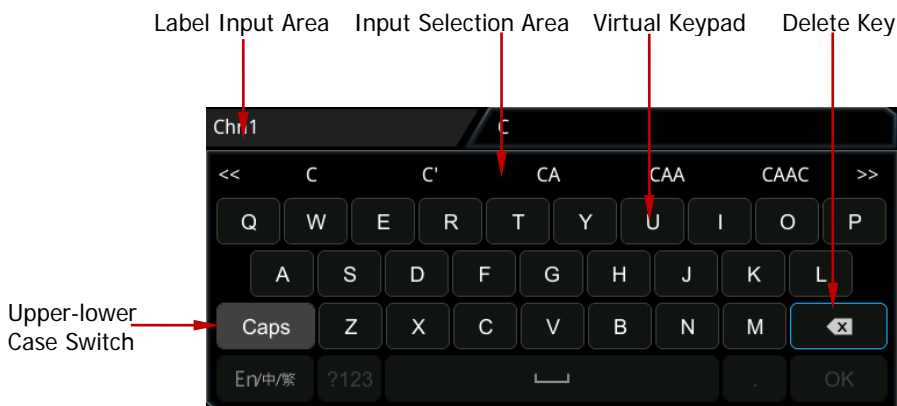 Label Input Area Input Selection Area Virtual Keypad Delete Key
Chn1 C
<< C C' CA CAA CAAC >>
Q W E R T Y U I O P
A S D F G H J K L
Upper-lower
Case Switch
Caps Z X C V B N M
En/中/繁 ?123 . OK